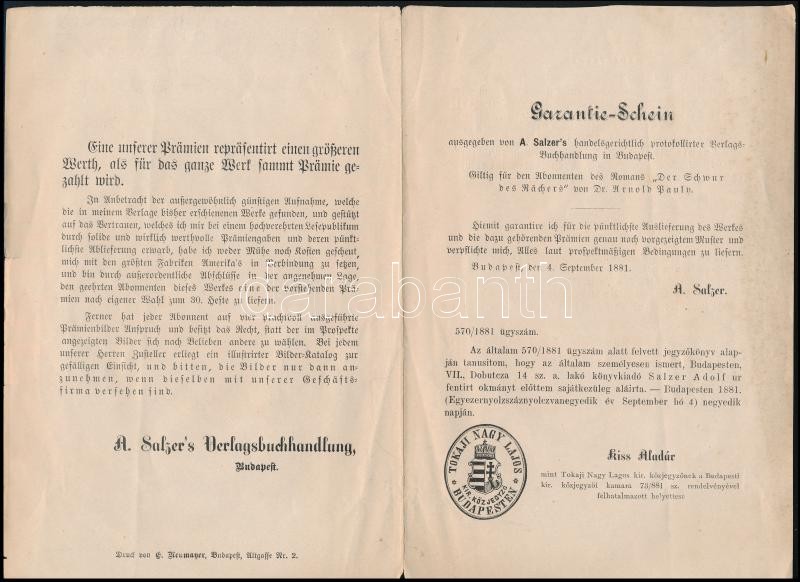 Eine unserer Prämien repräsentirt einen größeren
Werth, als für das ganze Werk sammt Prämie ge-
zahlt wird.
In Anbetracht der außergewöhnlich günstigen Aufnahme, welche
die in meinem Verlage bisher erschienenen Werke gefunden, und gestützt
auf das Vertrauen, welches ich mir bei einem hochverehrten Lesepublikum
durch solide und wirklich werthvolle Prämiengaben und deren pünkt-
lichste Ablieferung erwarb, habe ich weder Mühe noch Kosten gescheut,
mich mit den größten Fabriken Amerika's in Verbindung zu setzen,
und bin durch außerordentliche Abschlüsse in der angenehmen Lage,
den geehrten Abonnenten dieses Werkes eine der vorstehenden Prä-
mien nach eigener Wahl zum 30. Hefte zu liefern.
Ferner hat jeder Abonnent auf vier prachtvoll ausgeführte
Prämienbilder Anspruch und besitzt das Recht, statt der im Prospekte
angezeigten Bilder sich nach Belieben andere zu wählen. Bei jedem
unserer Herren Zusteller erliegt ein illustrirter Bilder-Katalog zur
gefälligen Einsicht, und bitten, die Bilder nur dann an-
zunehmen, wenn dieselben mit unserer Geschäfts-
firma versehen sind.
A. Salzer's Verlagsbuchhandlung,
Budapest.
Druck von E. Neumayer, Budapest, Altgasse Nr. 2.
Garantie-Schein
ausgegeben von A. Salzer's handelsgerichtlich protokollirter Verlags-
Buchhandlung in Budapest.
Giltig für den Abonnenten des Romans „Der Schwur
des Rächers" von Dr. Arnold Pauly.
Hiemit garantire ich für die pünktlichste Auslieferung des Werkes
und die dazu gehörenden Prämien genau nach vorgezeigtem Muster und
verpflichte mich, Alles laut prospektmäßigen Bedingungen zu liefern.
Budapest, den 4. September 1881.
A. Salzer.
570/1881 ügyszám.
Az általam 570/1881 ügyszám alatt felvett jegyzőkönyv alap-
ján tanusítom, hogy az általam személyesen ismert, Budapesten,
VII., Dobutcza 14 sz. a. lakó könyvkiadó Salzer Adolf ur
fentirt okmányt előttem sajátkezüleg aláirta. — Budapesten 1881.
(Egyezernyolczszáznyolczvanegyedik év September hó 4) negyedik
napján.
TOKAJI NAGY LAJOS
KIR. KÖZJEGYZŐ
BUDAPESTEN
Kiss Aladár
mint Tokaji Nagy Lagos kir. közjegyzőnek a Budapesti
kir. közjegyzői kamara 73/881 sz. rendelvényével
felhatalmazott helyettese
darabanth